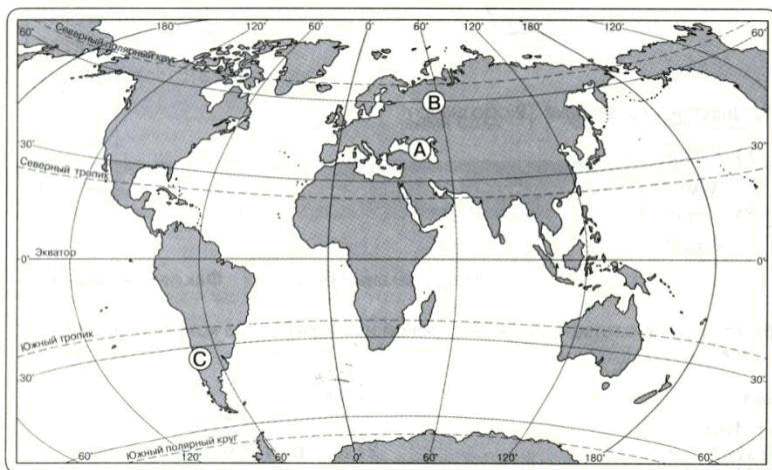 180° 120° 60° 0° 60° 120° 180°
60° 60°
Северный полярный круг
B
A
30° 30°
Северный тропик
Экватор
0° 0°
Южный тропик
C
30° 30°
Южный полярный круг
60° 120° 60° 0° 60° 120° 180° 60°